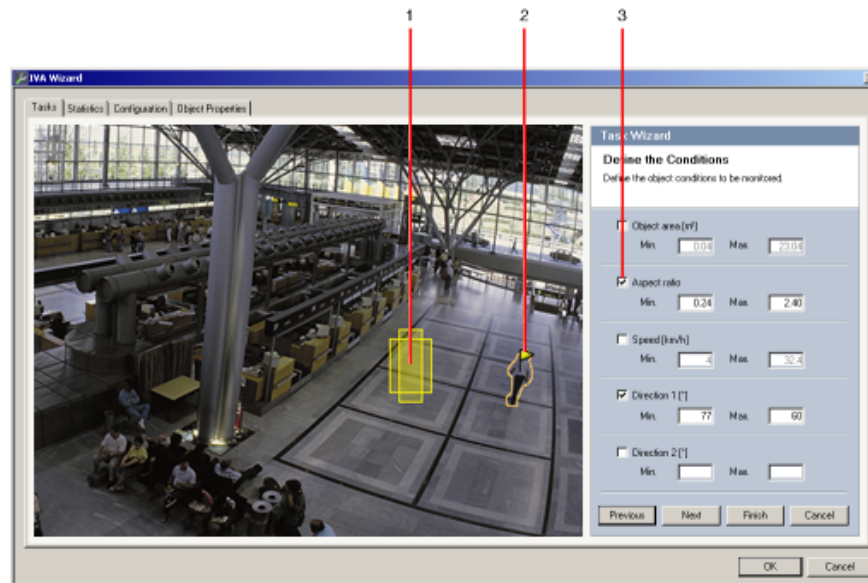 1 2 3
IVA Wizard
Tasks Statistics Configuration Object Properties
Task Wizard
Define the Conditions
Define the object conditions to be monitored.
Object area [m²]
Min. 0.04 Max. 23.04
Aspect ratio
Min. 0.24 Max. 2.40
Speed [km/h]
Min. 4 Max. 32.4
Direction 1 [°]
Min. 77 Max. 60
Direction 2 [°]
Min. Max.
Previous Next Finish Cancel
OK Cancel